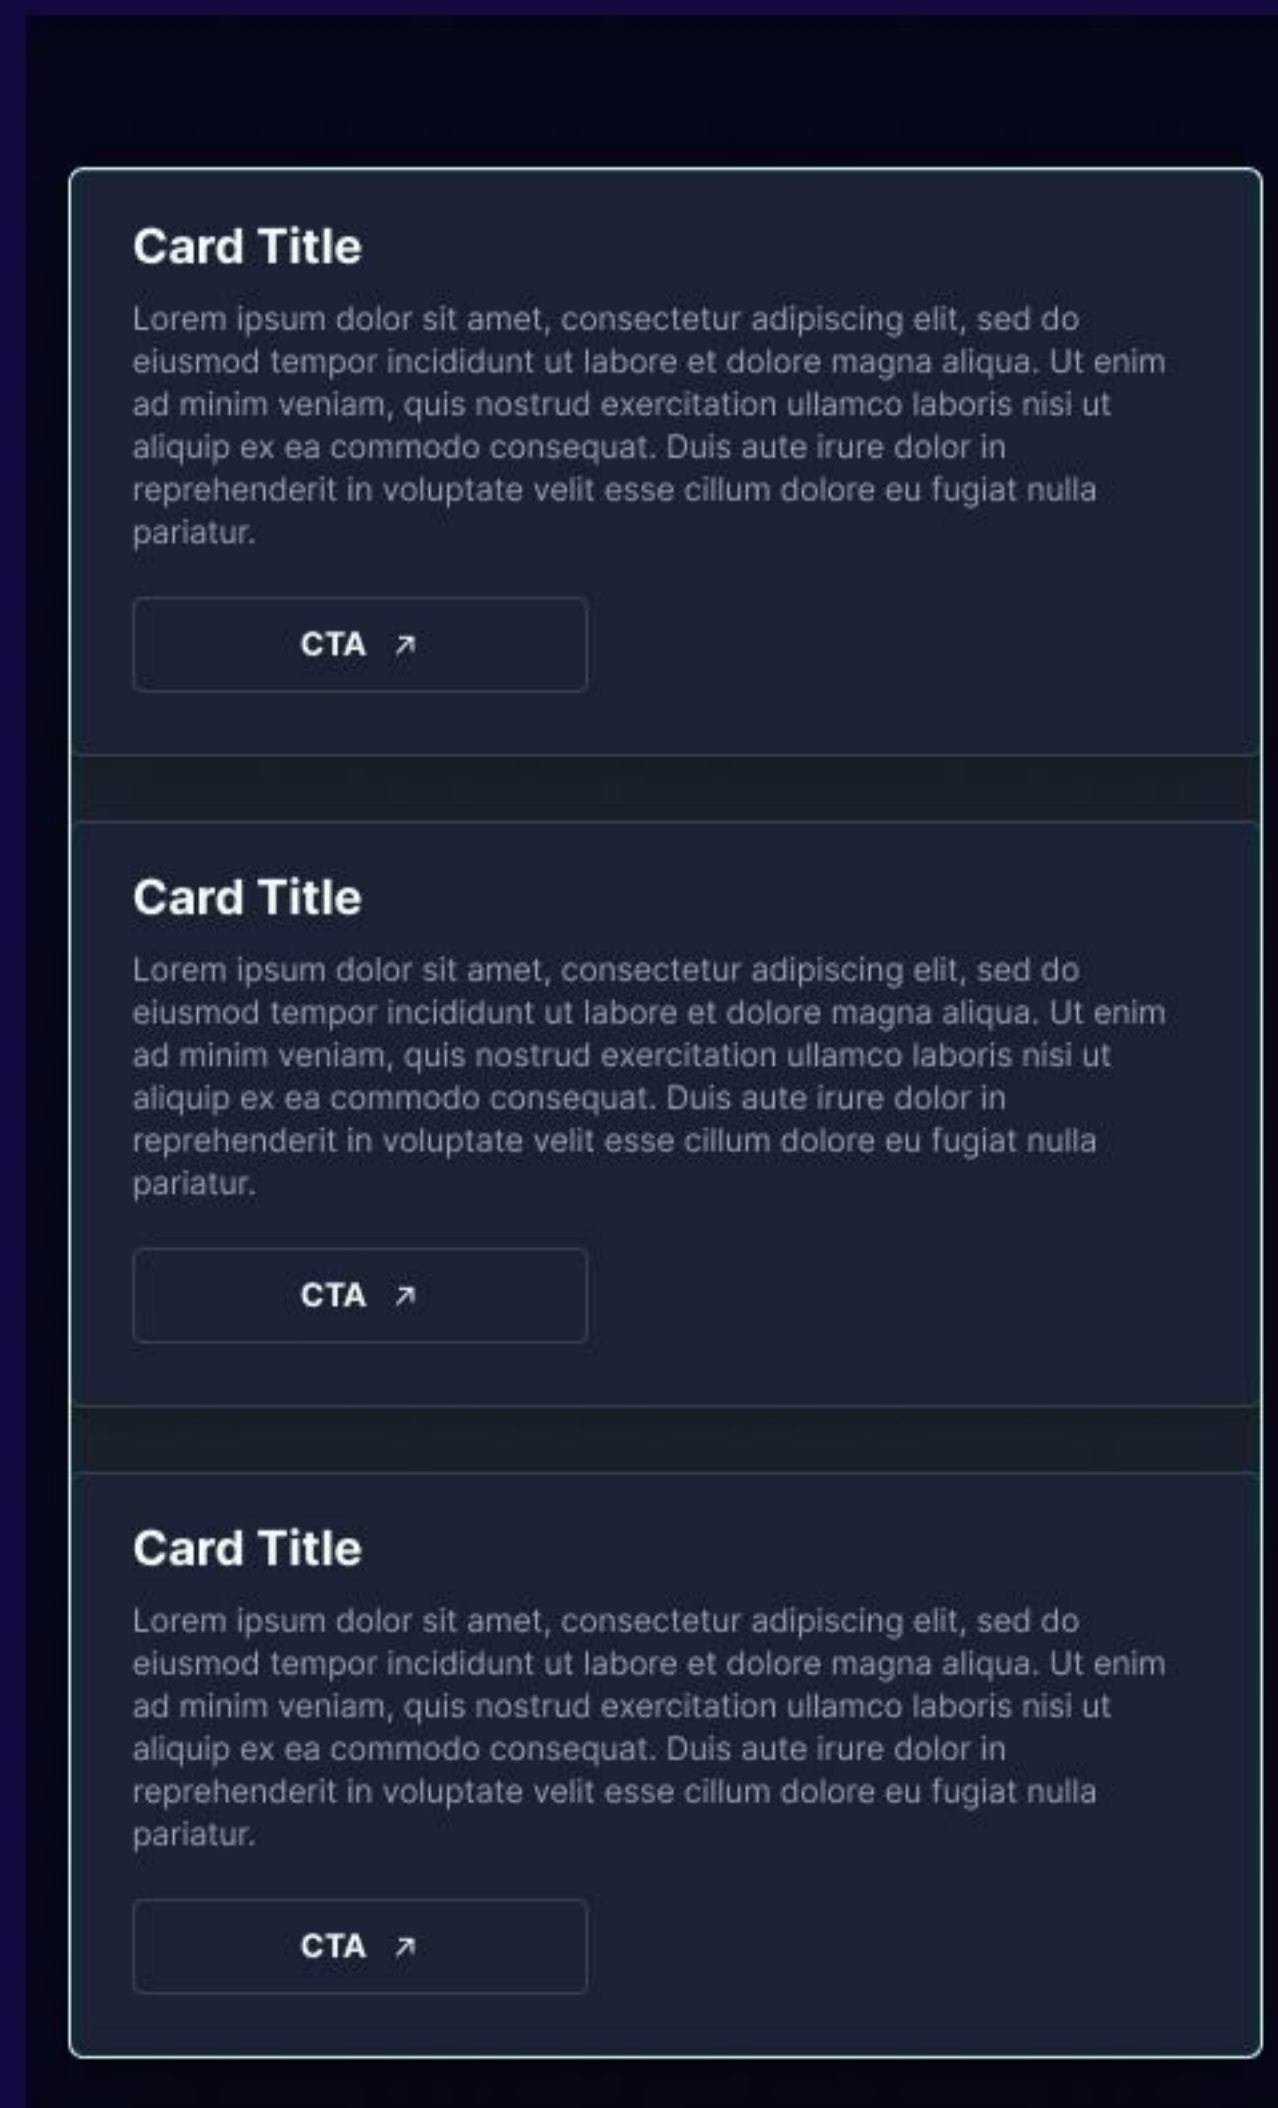 Card Title
Lorem ipsum dolor sit amet, consectetur adipiscing elit, sed do
eiusmod tempor incididunt ut labore et dolore magna aliqua. Ut enim
ad minim veniam, quis nostrud exercitation ullamco laboris nisi ut
aliquip ex ea commodo consequat. Duis aute irure dolor in
reprehenderit in voluptate velit esse cillum dolore eu fugiat nulla
pariatur.
CTA ↗
Card Title
Lorem ipsum dolor sit amet, consectetur adipiscing elit, sed do
eiusmod tempor incididunt ut labore et dolore magna aliqua. Ut enim
ad minim veniam, quis nostrud exercitation ullamco laboris nisi ut
aliquip ex ea commodo consequat. Duis aute irure dolor in
reprehenderit in voluptate velit esse cillum dolore eu fugiat nulla
pariatur.
CTA ↗
Card Title
Lorem ipsum dolor sit amet, consectetur adipiscing elit, sed do
eiusmod tempor incididunt ut labore et dolore magna aliqua. Ut enim
ad minim veniam, quis nostrud exercitation ullamco laboris nisi ut
aliquip ex ea commodo consequat. Duis aute irure dolor in
reprehenderit in voluptate velit esse cillum dolore eu fugiat nulla
pariatur.
CTA ↗